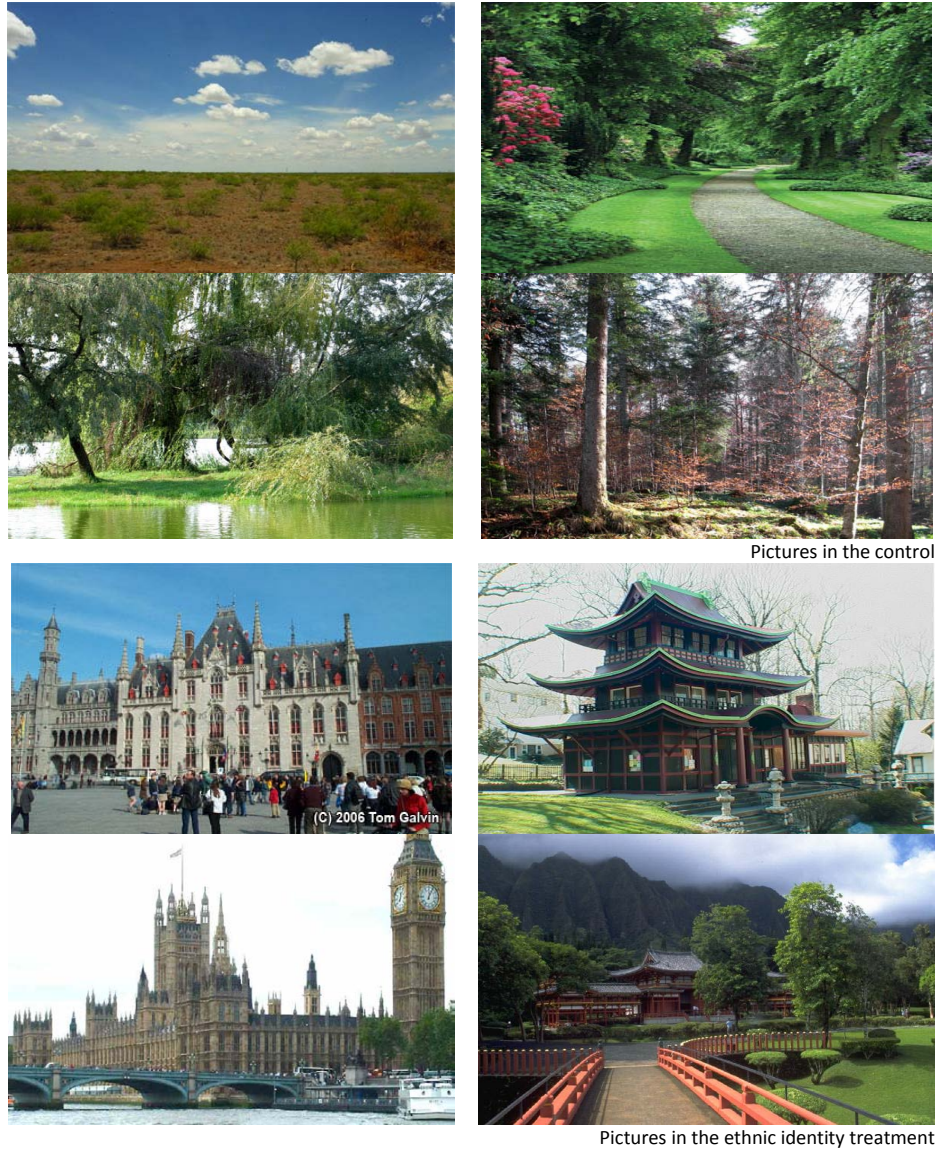 Pictures in the control
(C) 2006 Tom Galvin
Pictures in the ethnic identity treatment